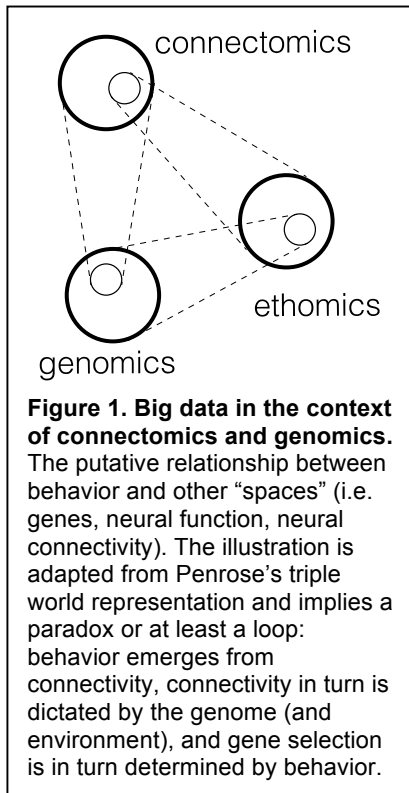 connectomics
ethomics
genomics
Figure 1. Big data in the context
of connectomics and genomics.
The putative relationship between
behavior and other “spaces” (i.e.
genes, neural function, neural
connectivity). The illustration is
adapted from Penrose’s triple
world representation and implies a
paradox or at least a loop:
behavior emerges from
connectivity, connectivity in turn is
dictated by the genome (and
environment), and gene selection
is in turn determined by behavior.